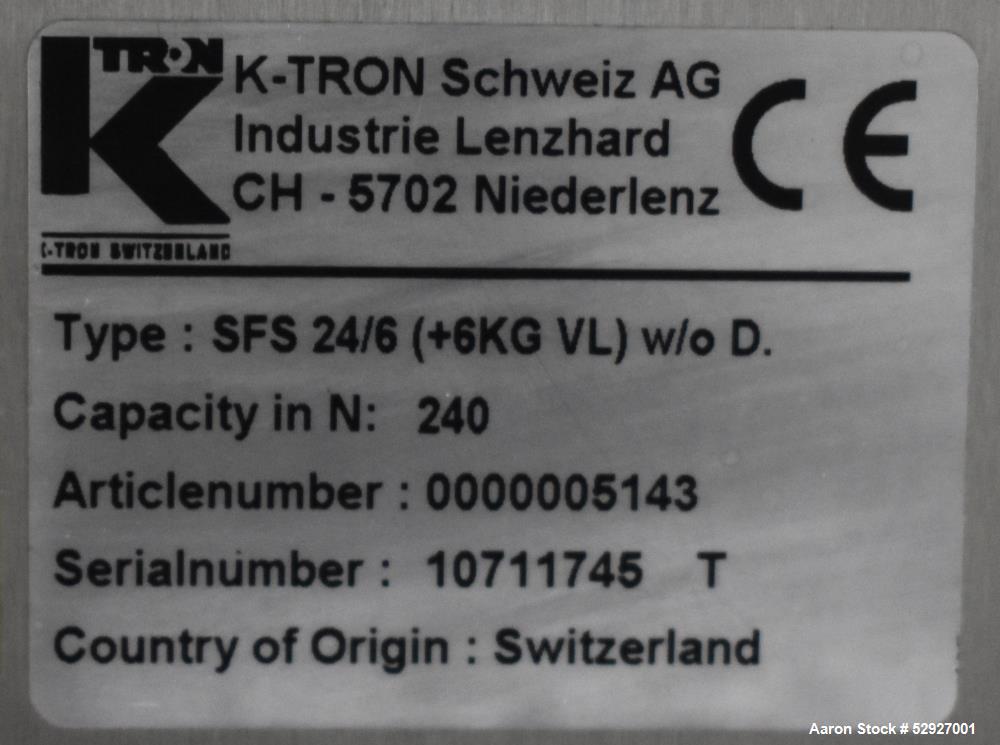 K TRON
K-TRON Schweiz AG
Industrie Lenzhard
CH - 5702 Niederlenz
CE
K-TRON SWITZERLAND
Type : SFS 24/6 (+6KG VL) w/o D.
Capacity in N: 240
Articlenumber : 0000005143
Serialnumber : 10711745 T
Country of Origin : Switzerland
Aaron Stock # 52927001